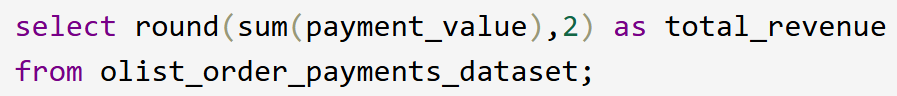 select round(sum(payment_value),2) as total_revenue
from olist_order_payments_dataset;